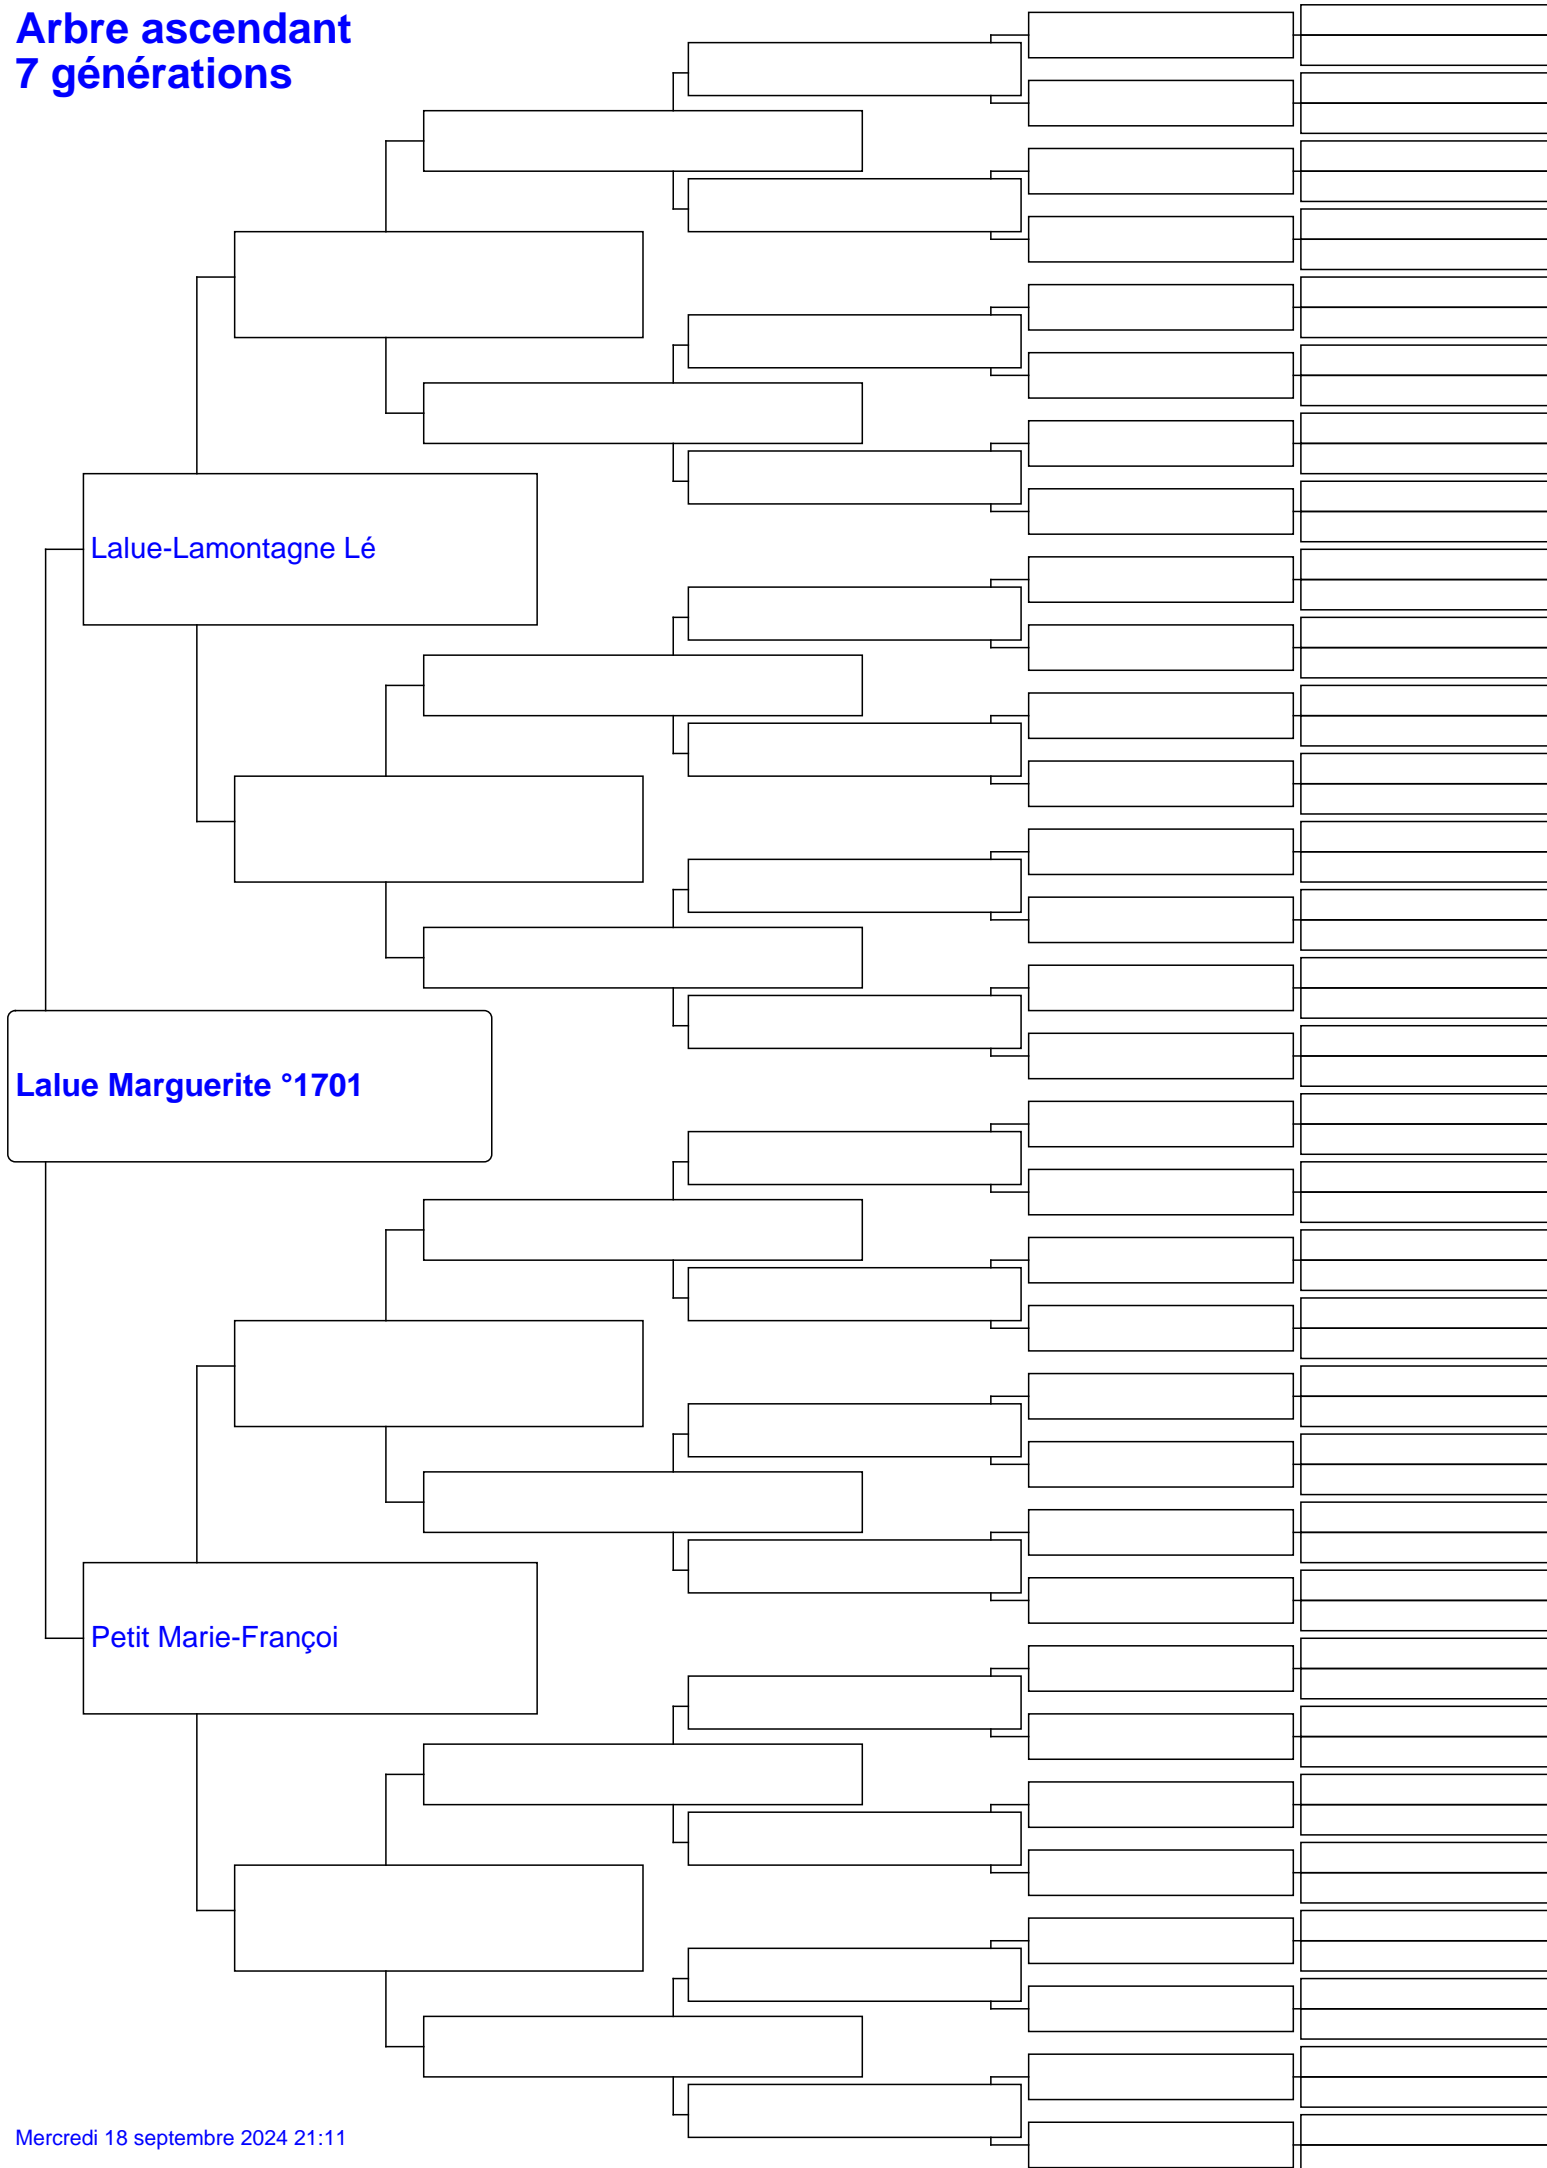 Arbre ascendant
7 générations
Lalue-Lamontagne Lé
Lalue Marguerite °1701
Petit Marie-Françoi
Mercredi 18 septembre 2024 21:11